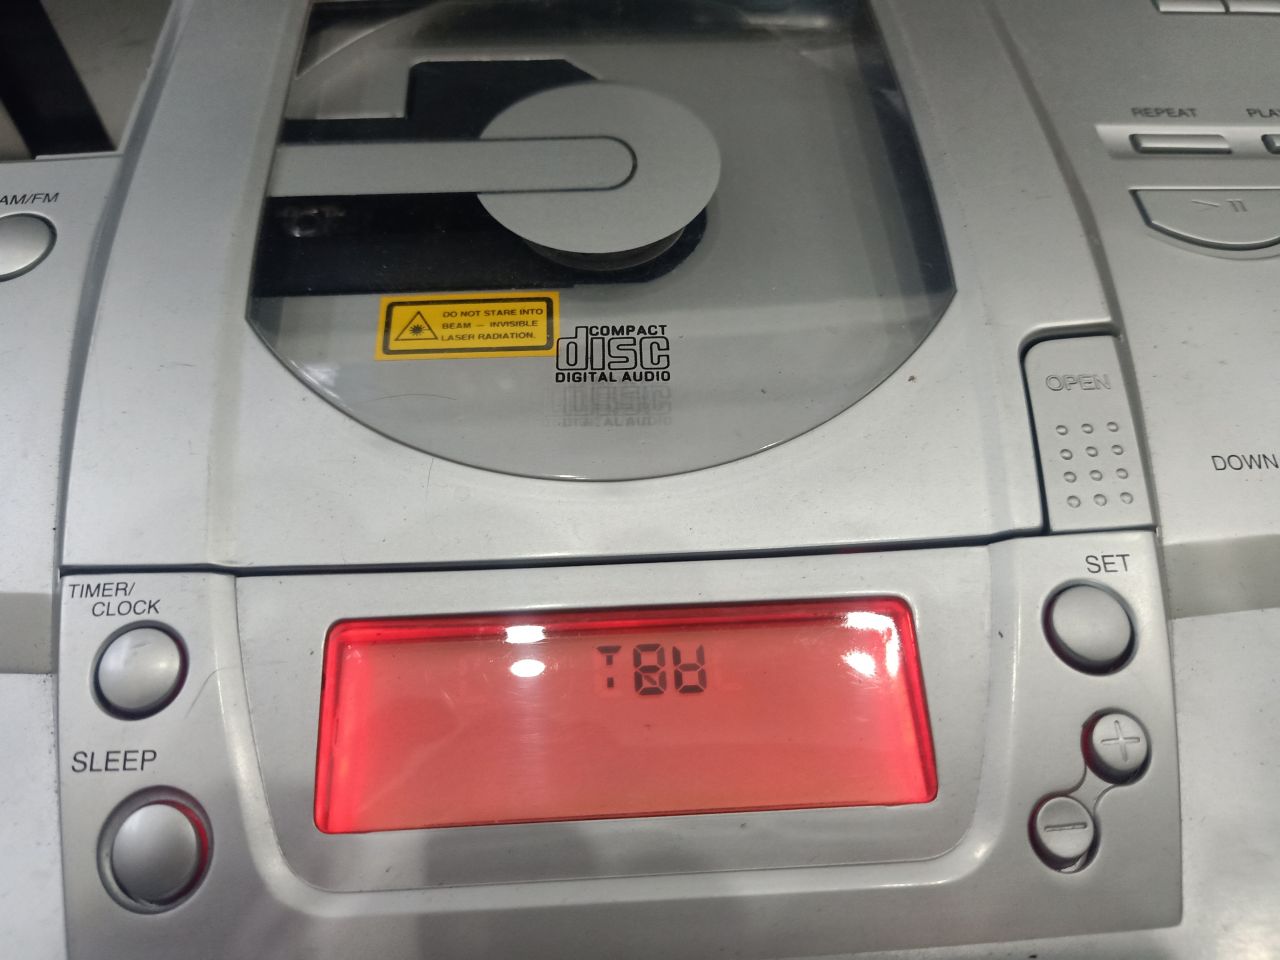 AM/FM
REPEAT
DO NOT STARE INTO
BEAM — INVISIBLE
LASER RADIATION.
COMPACT
disc
DIGITAL AUDIO
OPEN
DOWN
TIMER/
CLOCK
SET
SLEEP